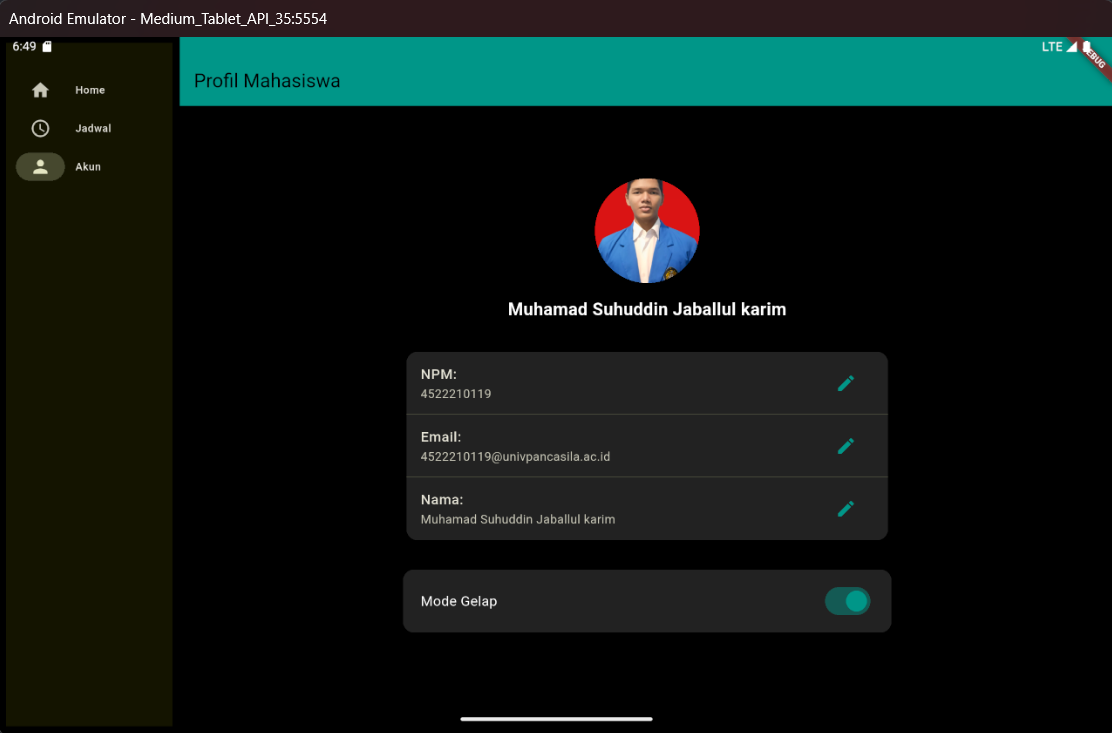 Android Emulator - Medium_Tablet_API_35:5554
6:49
LTE
DEBUG
Home
Jadwal
Akun
Profil Mahasiswa
Muhamad Suhuddin Jaballul karim
NPM:
4522210119
Email:
4522210119@univpancasila.ac.id
Nama:
Muhamad Suhuddin Jaballul karim
Mode Gelap